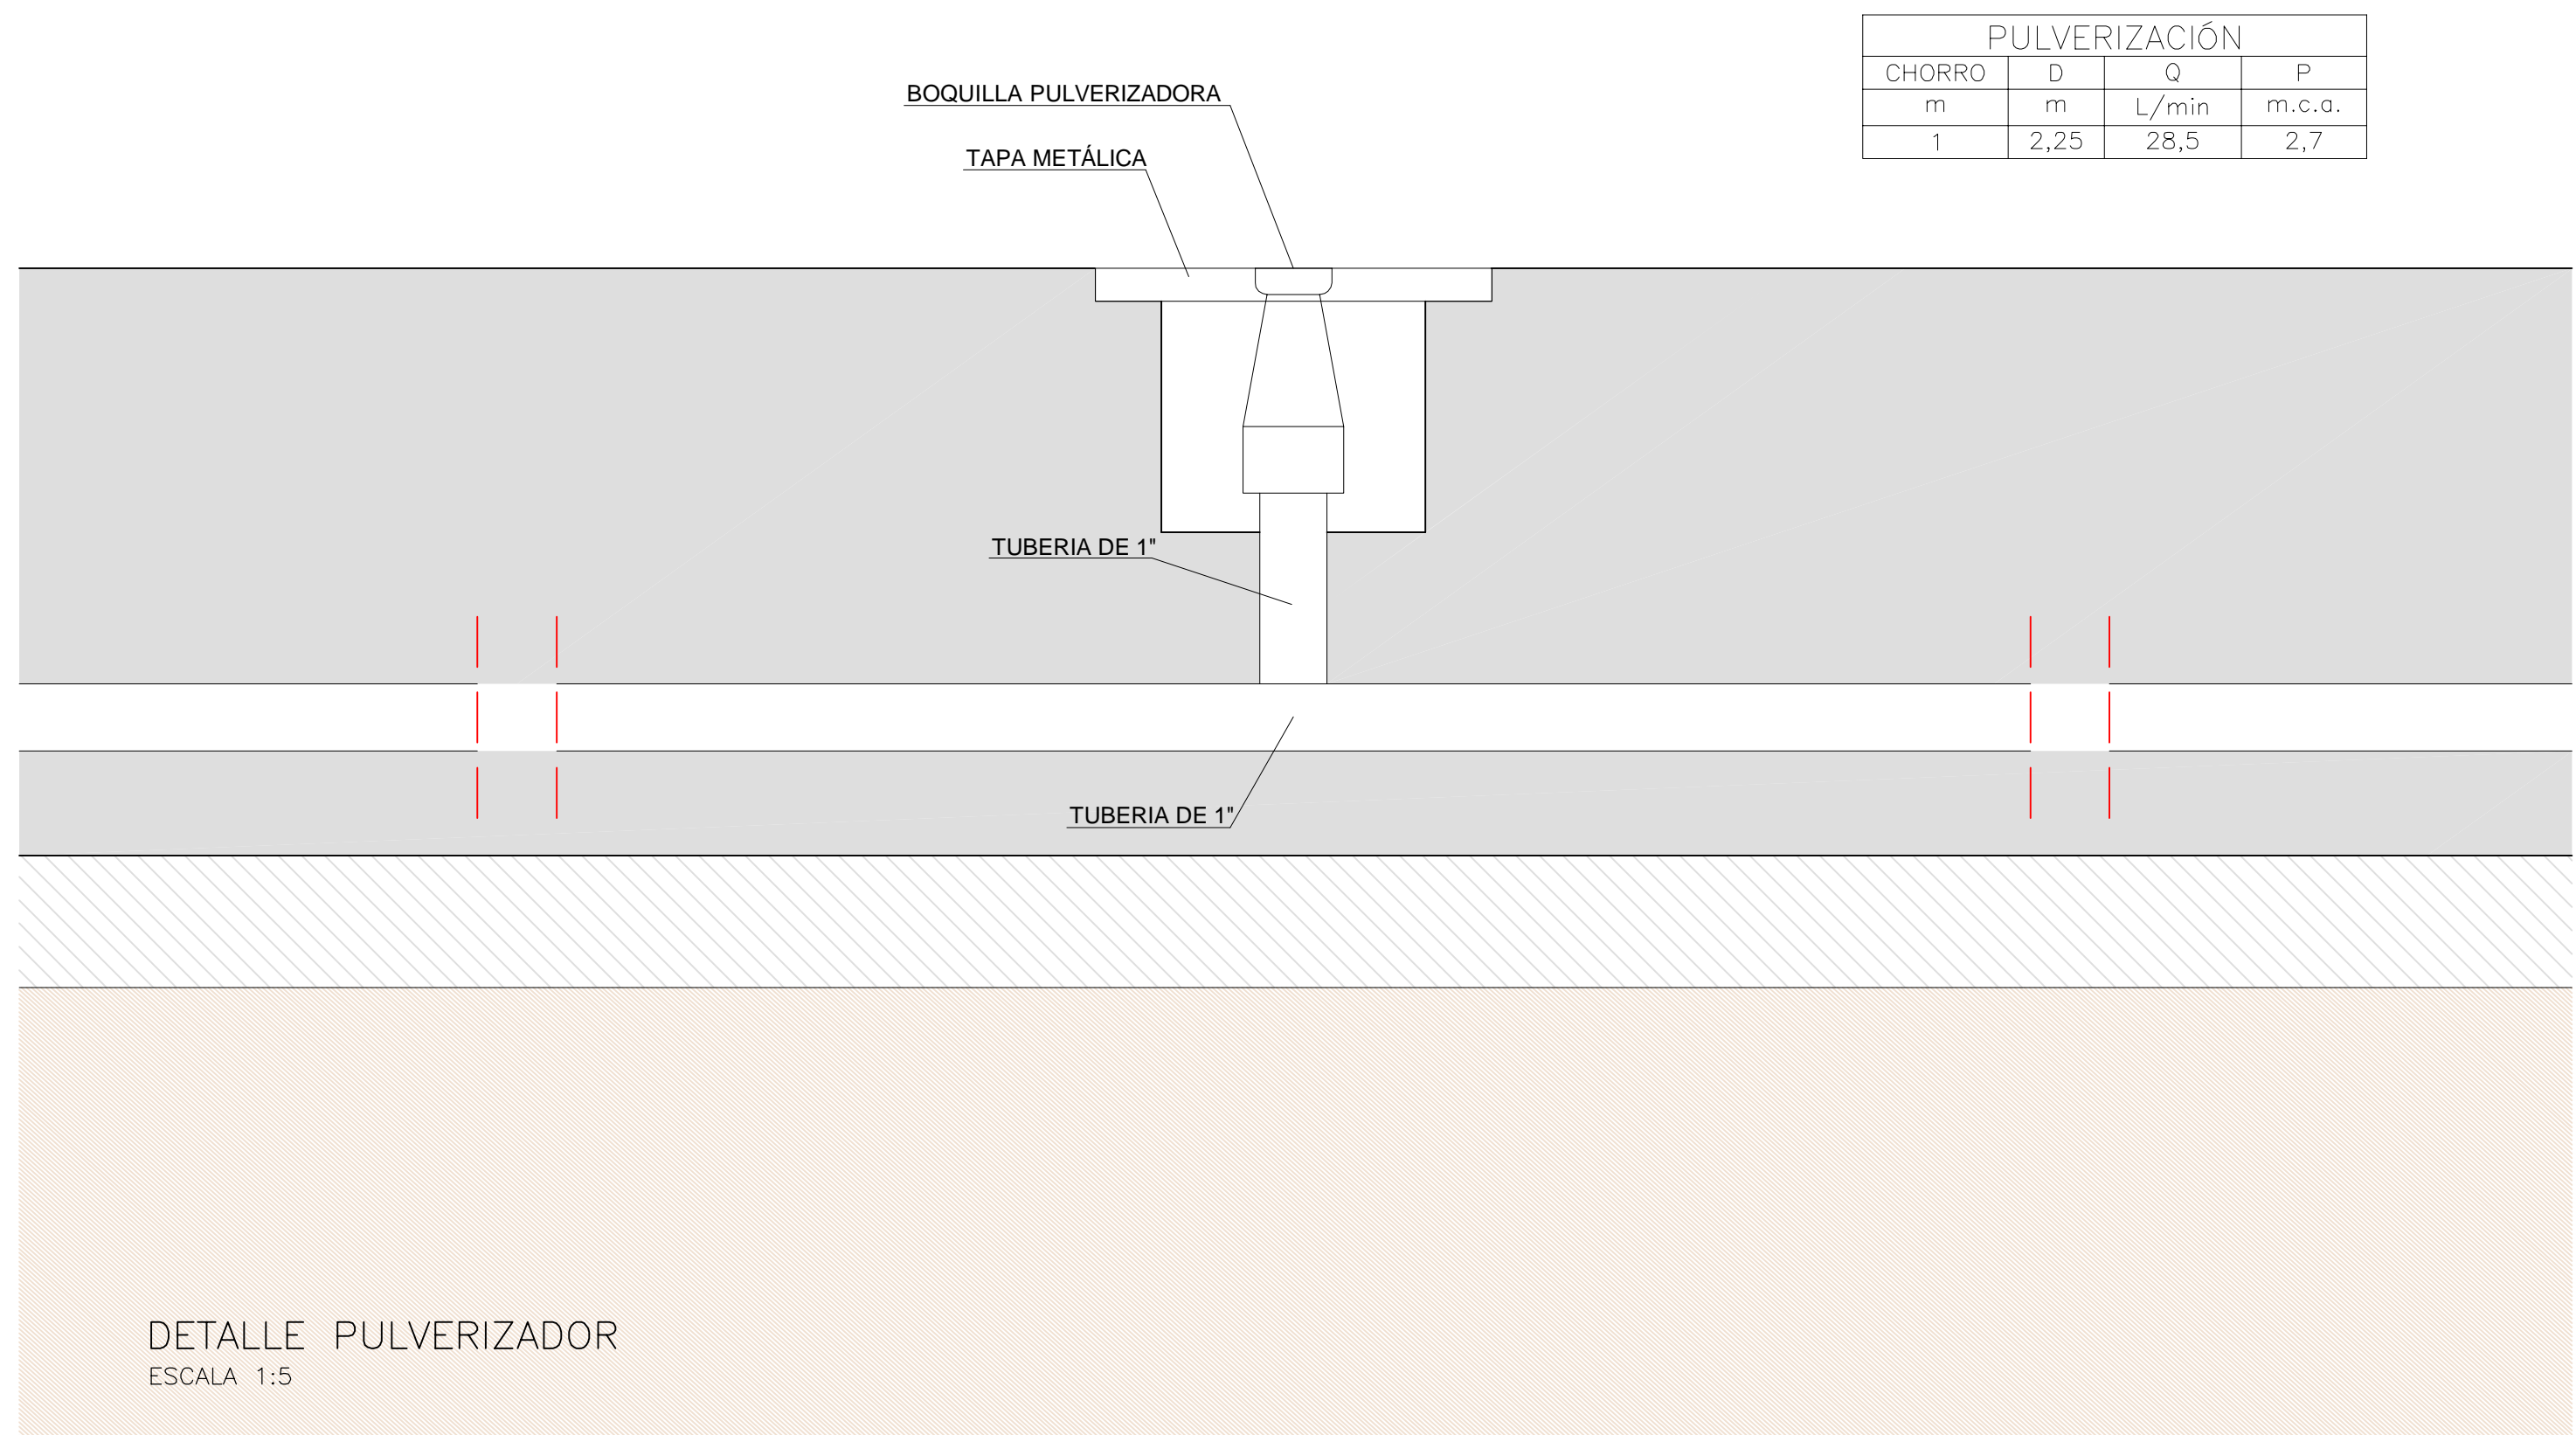 PULVERIZACIÓN
CHORRO D Q P
m m L/min m.c.a.
1 2,25 28,5 2,7
BOQUILLA PULVERIZADORA
TAPA METÁLICA
TUBERIA DE 1"
TUBERIA DE 1"
DETALLE PULVERIZADOR
ESCALA 1:5